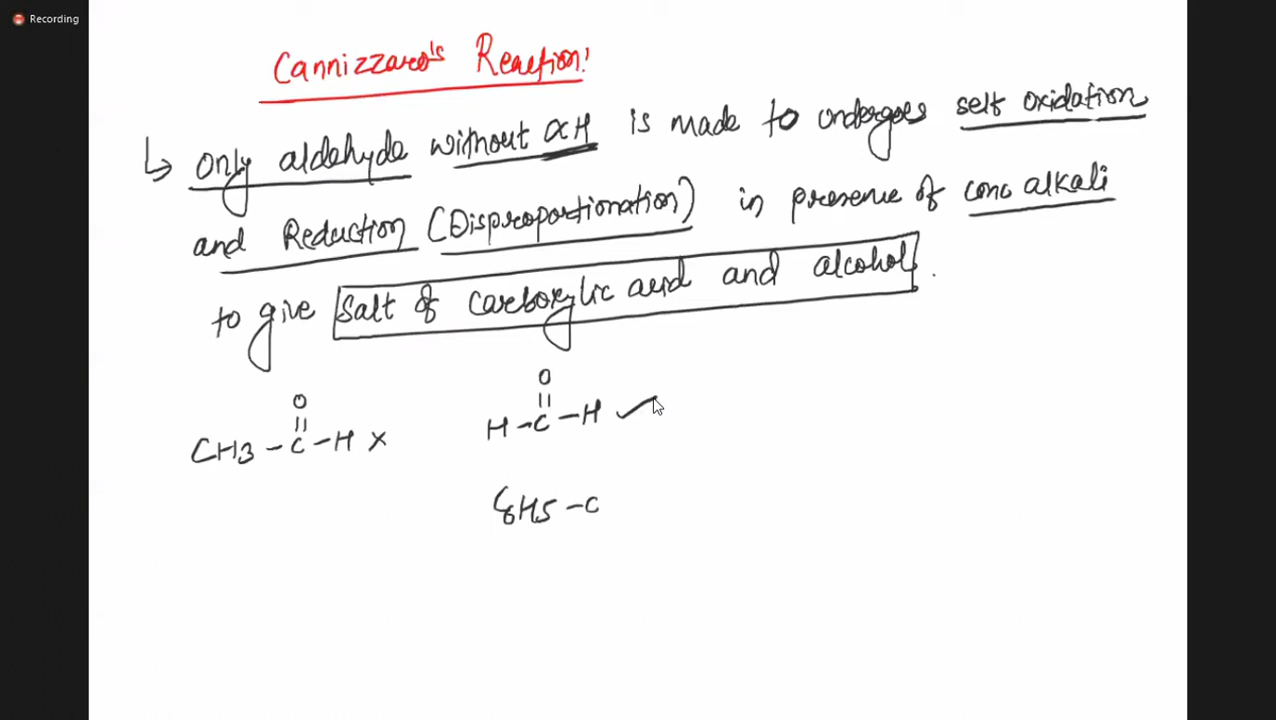 Recording
Cannizzaro's Reaction:
↳ Only aldehyde without αH is made to undergoes self oxidation
and Reduction (Disproportionation) in presence of conc alkali
to give Salt of carboxylic acid and alcohol.
O O
|| ||
CH3 - C - H × H - C - H ✓
C6H5 - C